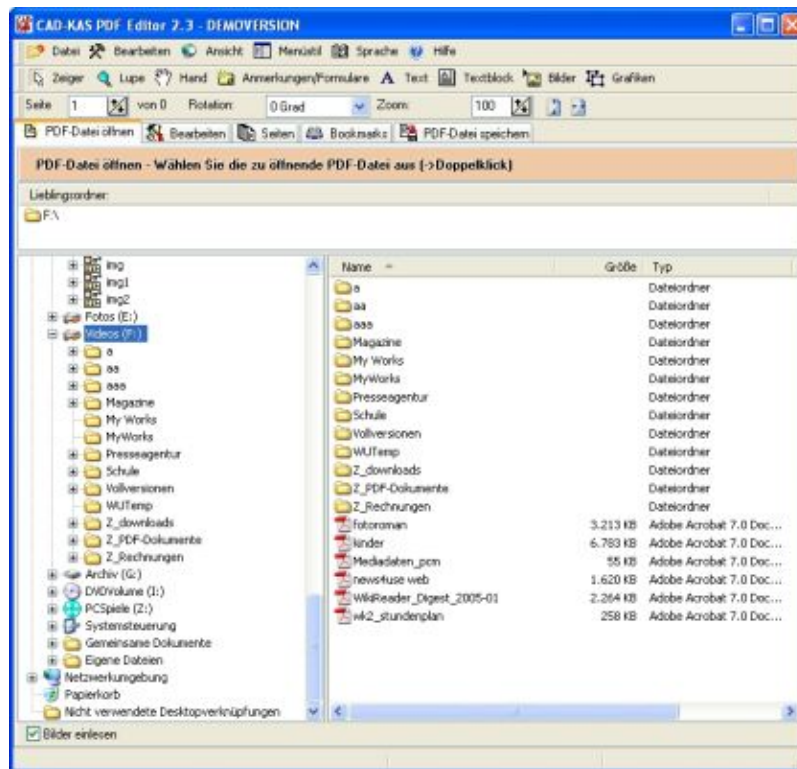 CAD-KAS PDF Editor 2.3 - DEMOVERSION
Datei Bearbeiten Ansicht Menüstil Sprache Hilfe
Zeiger Lupe Hand Anmerkungen/Formulare Text Textblock Bilder Grafiken
Seite 1 von 0 Rotation: 0 Grad Zoom: 100
PDF-Datei öffnen Bearbeiten Seiten Bookmarks PDF-Datei speichern
PDF-Datei öffnen - Wählen Sie die zu öffnende PDF-Datei aus (->Doppelklick)
Lieblingsordner:
F:\
img
img1
img2
Fotos (E:)
Videos (F:)
a
aa
aaa
Magazine
My Works
MyWorks
Presseagentur
Schule
Vollversionen
WUTemp
Z_downloads
Z_PDF-Dokumente
Z_Rechnungen
Archiv (G:)
DVDVolume (I:)
PCSpiele (Z:)
Systemsteuerung
Gemeinsame Dokumente
Eigene Dateien
Netzwerkumgebung
Papierkorb
Nicht verwendete Desktopverknüpfungen
Name Größe Typ
a Dateiordner
aa Dateiordner
aaa Dateiordner
Magazine Dateiordner
My Works Dateiordner
MyWorks Dateiordner
Presseagentur Dateiordner
Schule Dateiordner
Vollversionen Dateiordner
WUTemp Dateiordner
Z_downloads Dateiordner
Z_PDF-Dokumente Dateiordner
Z_Rechnungen Dateiordner
fotoroman 3.213 KB Adobe Acrobat 7.0 Doc...
kinder 6.783 KB Adobe Acrobat 7.0 Doc...
Mediadaten_pcm 55 KB Adobe Acrobat 7.0 Doc...
news4use web 1.620 KB Adobe Acrobat 7.0 Doc...
WikiReader_Digest_2005-01 2.264 KB Adobe Acrobat 7.0 Doc...
wk2_stundenplan 258 KB Adobe Acrobat 7.0 Doc...
Bilder einlesen